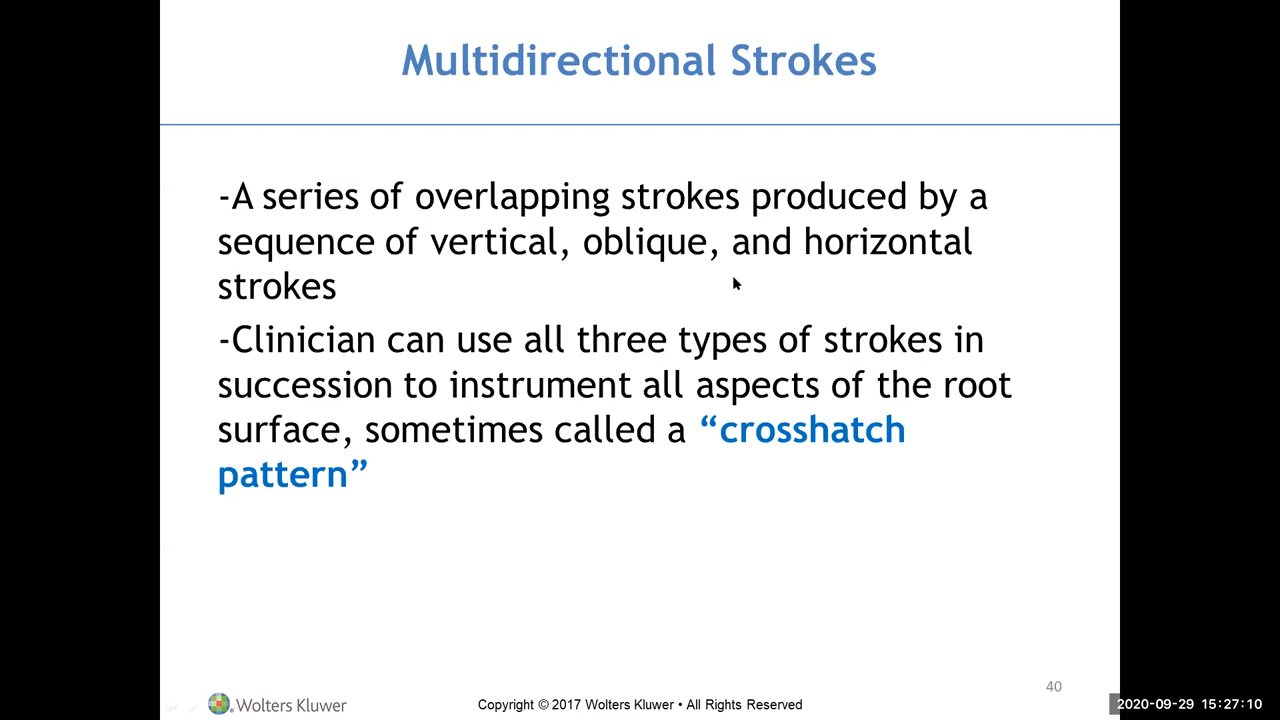 Multidirectional Strokes
-A series of overlapping strokes produced by a
sequence of vertical, oblique, and horizontal
strokes
-Clinician can use all three types of strokes in
succession to instrument all aspects of the root
surface, sometimes called a “crosshatch
pattern”
40
Wolters Kluwer
Copyright © 2017 Wolters Kluwer • All Rights Reserved
2020-09-29 15:27:10